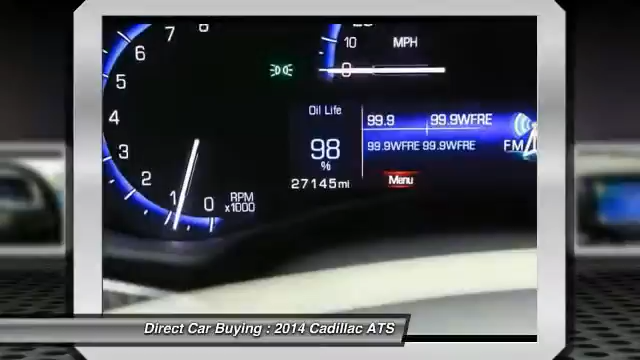 7
8
6
5
4
3
2
1
0
RPM
x1000
10
MPH
0
Oil Life
98
%
27145 mi
99.9
99.9WFRE
99.9WFRE 99.9WFRE
FM
Menu
Direct Car Buying : 2014 Cadillac ATS